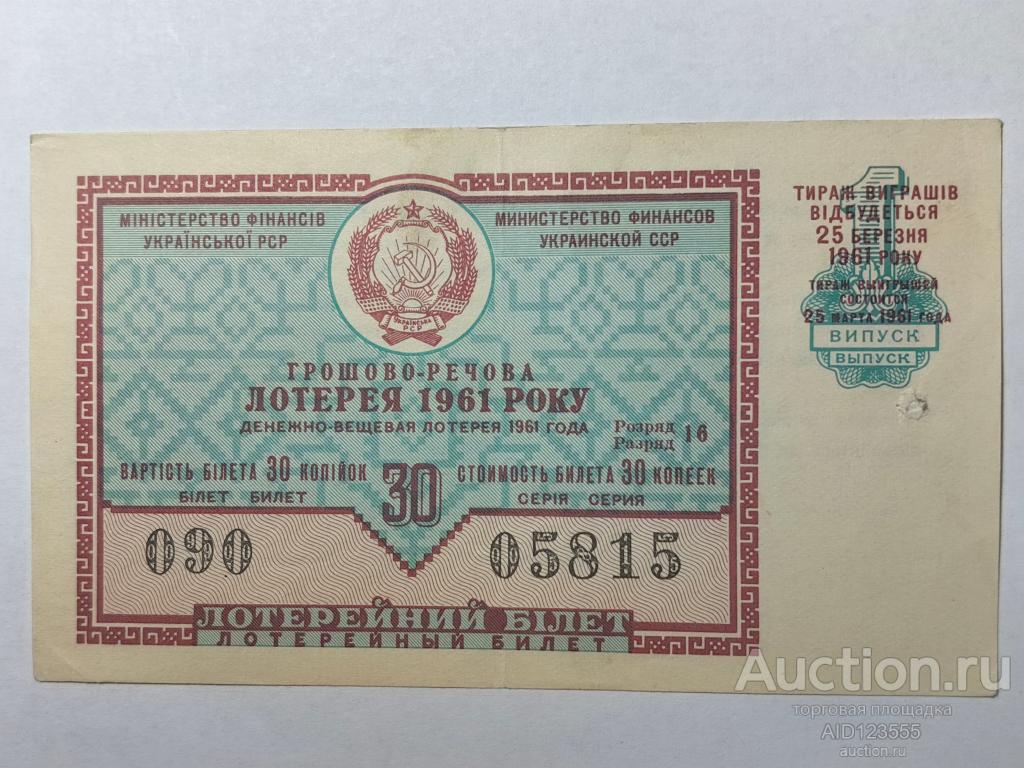 МІНІСТЕРСТВО ФІНАНСІВ
УКРАЇНСЬКОЇ РСР
МИНИСТЕРСТВО ФИНАНСОВ
УКРАИНСКОЙ ССР
УКРАЇНСЬКА
РСР
ГРОШОВО-РЕЧОВА
ЛОТЕРЕЯ 1961 РОКУ
ДЕНЕЖНО-ВЕЩЕВАЯ ЛОТЕРЕЯ 1961 ГОДА
Розряд
Разряд 16
ВАРТІСТЬ БІЛЕТА 30 КОПІЙОК
БІЛЕТ БИЛЕТ
30
СТОИМОСТЬ БИЛЕТА 30 КОПЕЕК
СЕРІЯ СЕРИЯ
090
05815
ЛОТЕРЕЙНИЙ БІЛЕТ
ЛОТЕРЕЙНЫЙ БИЛЕТ
1
ТИРАЖ ВИГРАШІВ
ВІДБУДЕТЬСЯ
25 БЕРЕЗНЯ
1961 РОКУ
ТИРАЖ ВЫИГРЫШЕЙ
СОСТОИТСЯ
25 МАРТА 1961 ГОДА
ВИПУСК
ВЫПУСК
Auction.ru
торговая площадка
AID123555
auction.ru